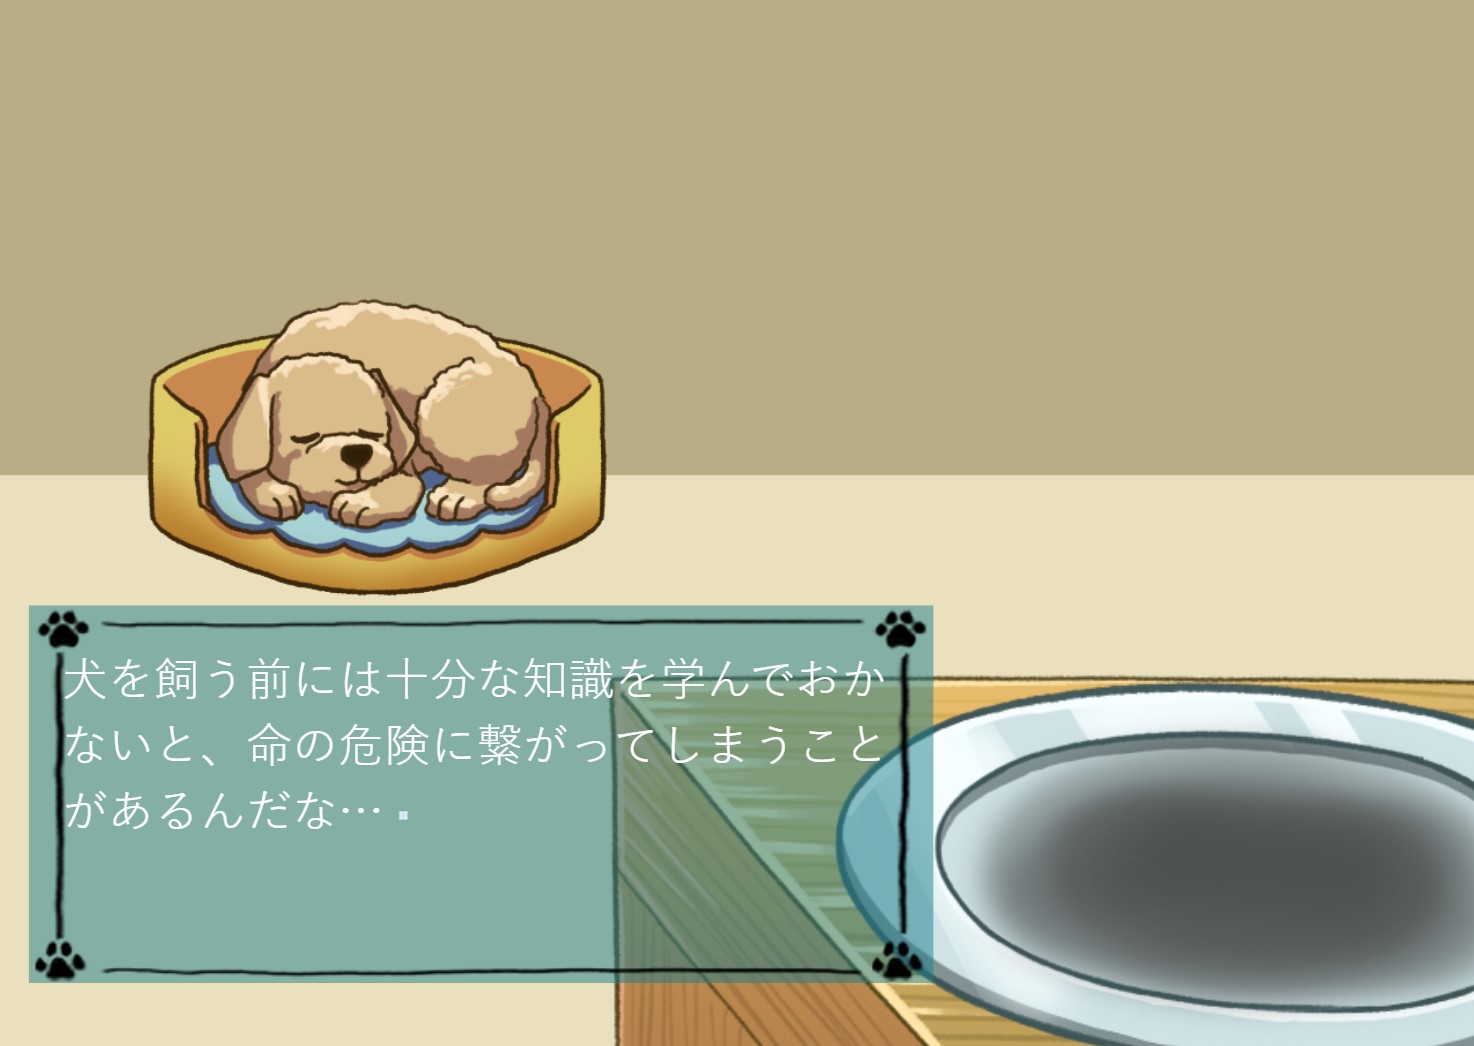 犬を飼う前には十分な知識を学んでおか
ないと、命の危険に繋がってしまうこと
があるんだな…